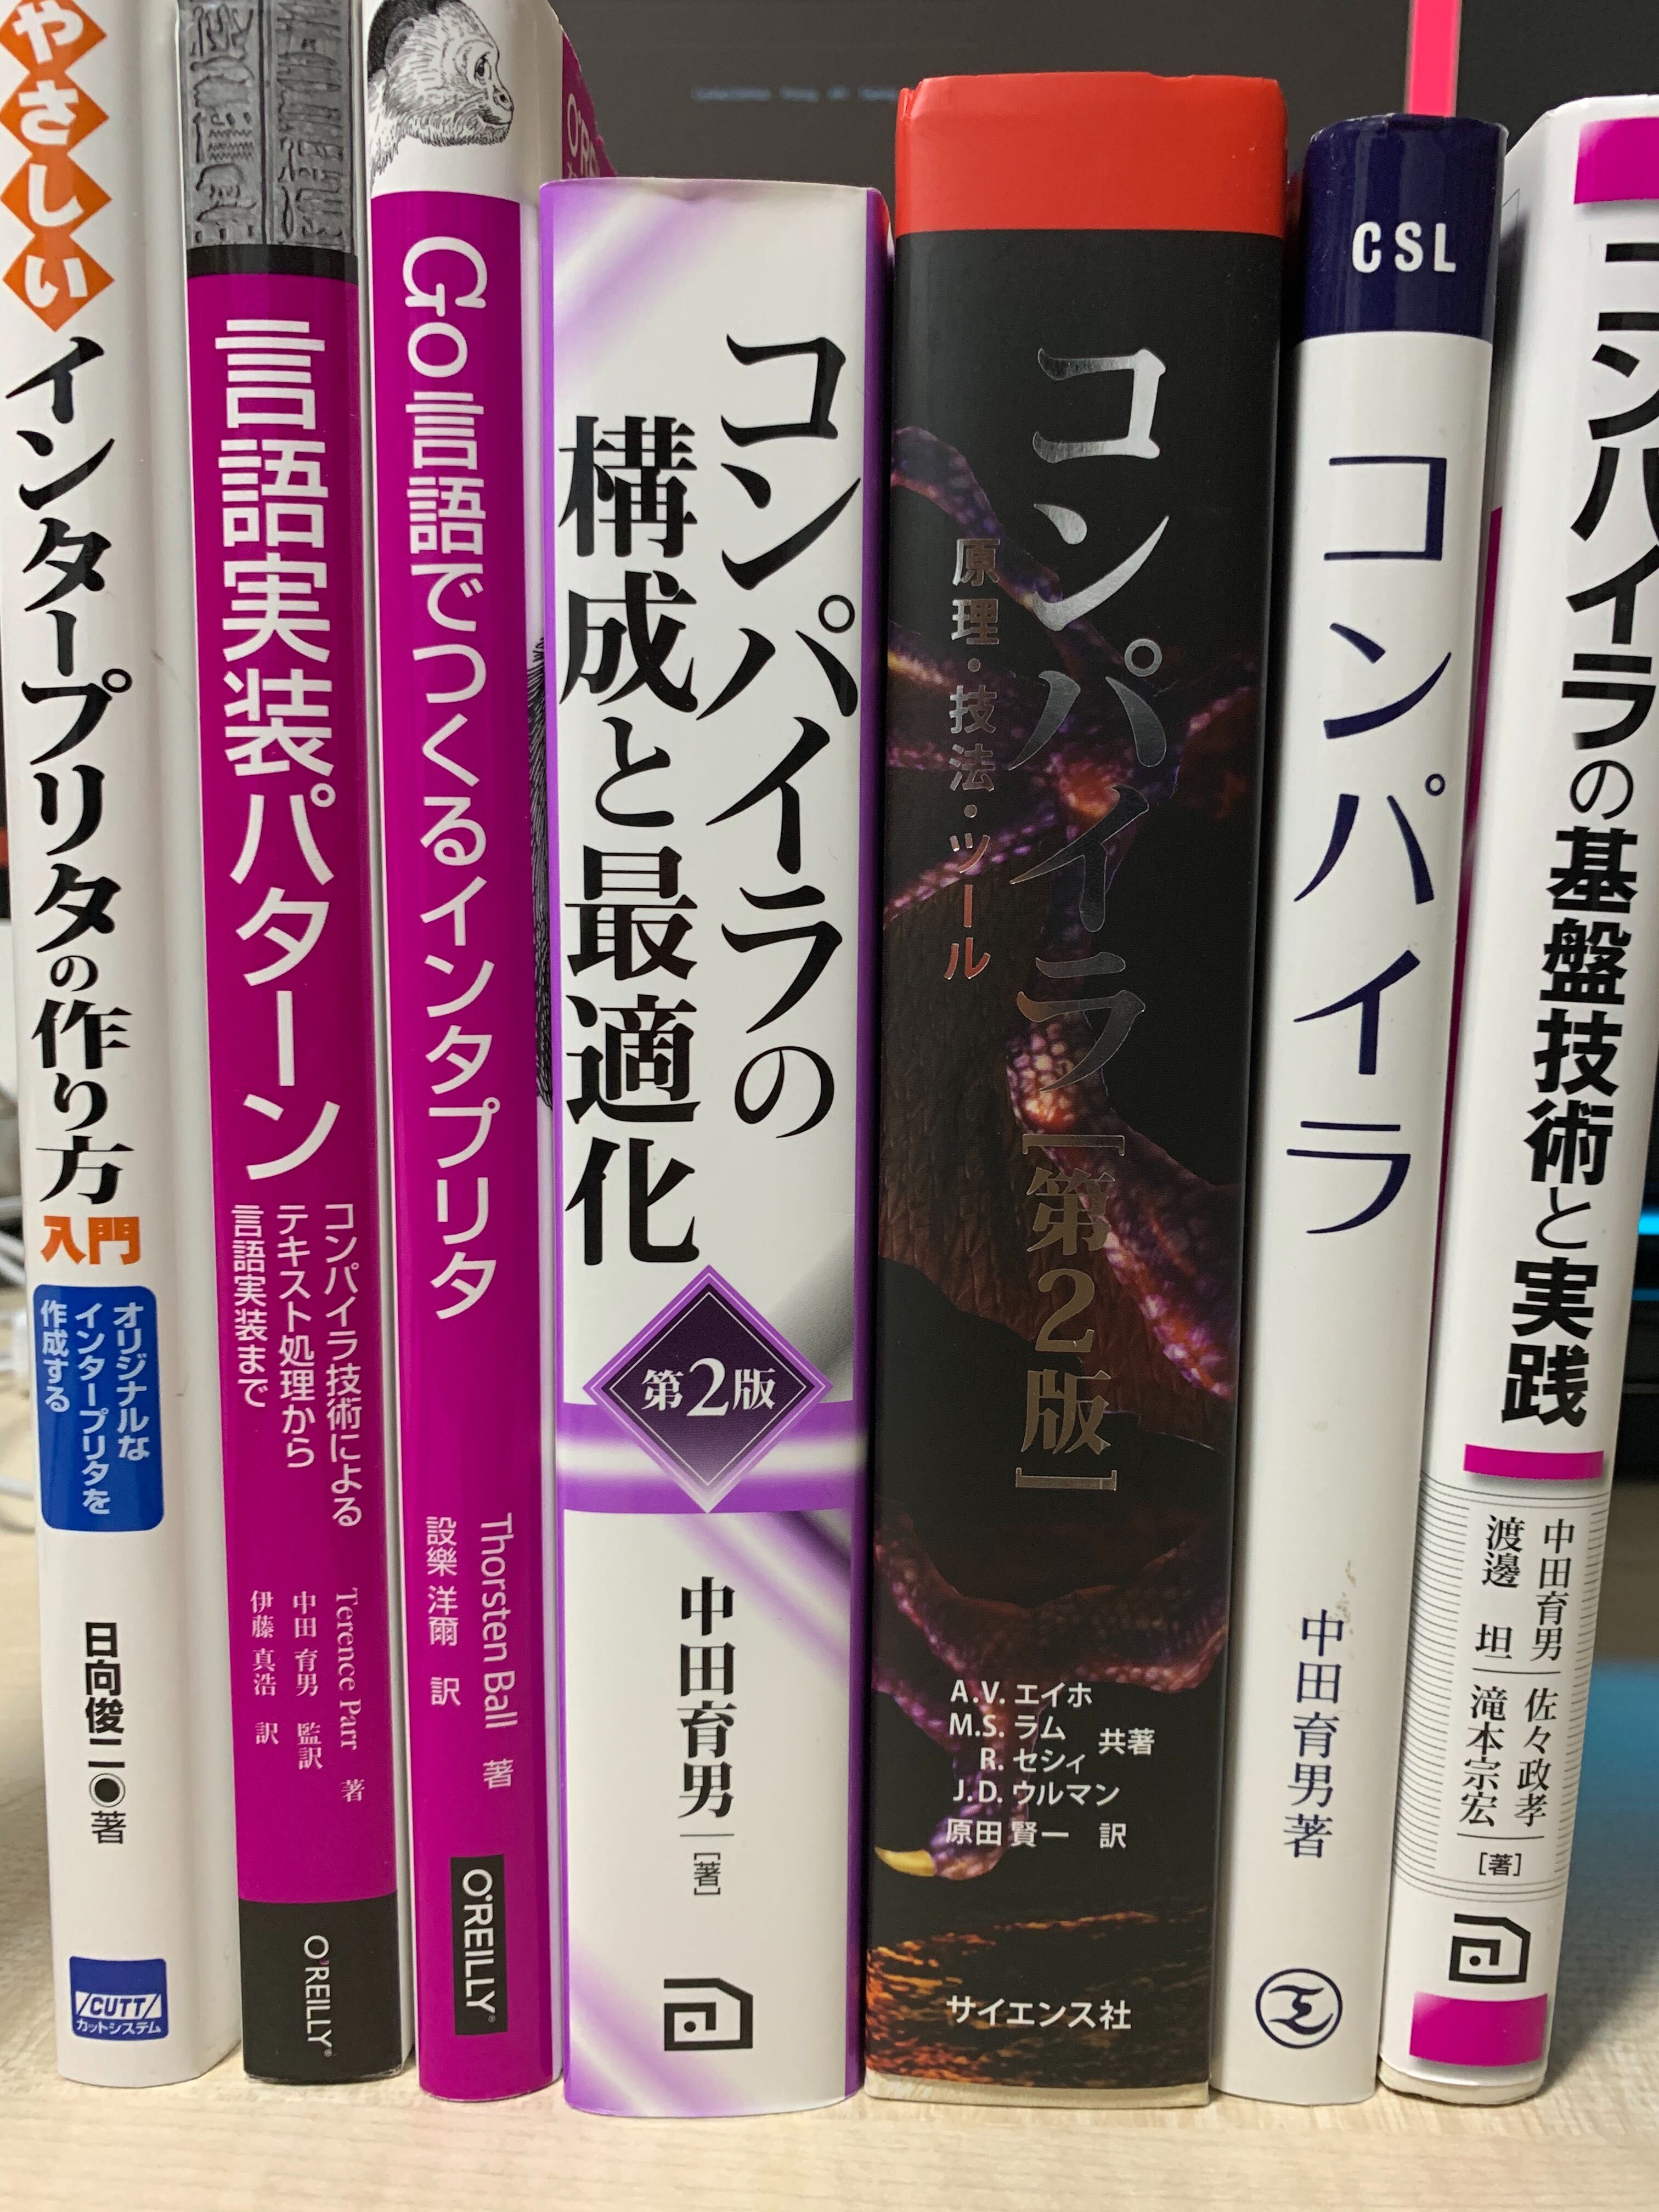 やさしい
インタープリタの作り方
入門
オリジナルな
インタープリタを
作成する
日向俊二●著
CUTT
カットシステム
言語実装パターン
コンパイラ技術による
テキスト処理から
言語実装まで
Terence Parr 著
中田 育男 監訳
伊藤 真浩 訳
O'REILLY®
Go言語でつくるインタプリタ
Thorsten Ball 著
設樂 洋爾 訳
O'REILLY®
コンパイラの
構成と最適化
第2版
中田育男
[著]
コンパイラ[第2版]
原理・技法・ツール
A.V. エイホ
M.S. ラム
R. セシィ
J.D. ウルマン
共著
原田 賢一 訳
サイエンス社
CSL
コンパイラ
中田育男著
コンパイラの基盤技術と実践
中田育男
渡邊 坦
佐々政孝
滝本宗宏
[著]